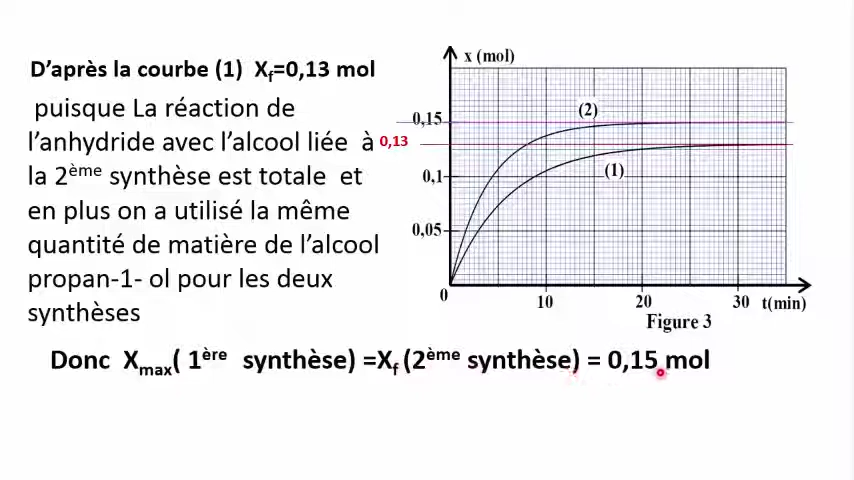 D'après la courbe (1) Xf=0,13 mol
puisque La réaction de
l'anhydride avec l'alcool liée à
la 2ème synthèse est totale et
en plus on a utilisé la même
quantité de matière de l'alcool
propan-1- ol pour les deux
synthèses
x (mol)
(2)
0,15
0,13
(1)
0,1
0,05
0
10
20
30
t(min)
Figure 3
Donc Xmax( 1ère synthèse) =Xf (2ème synthèse) = 0,15 mol